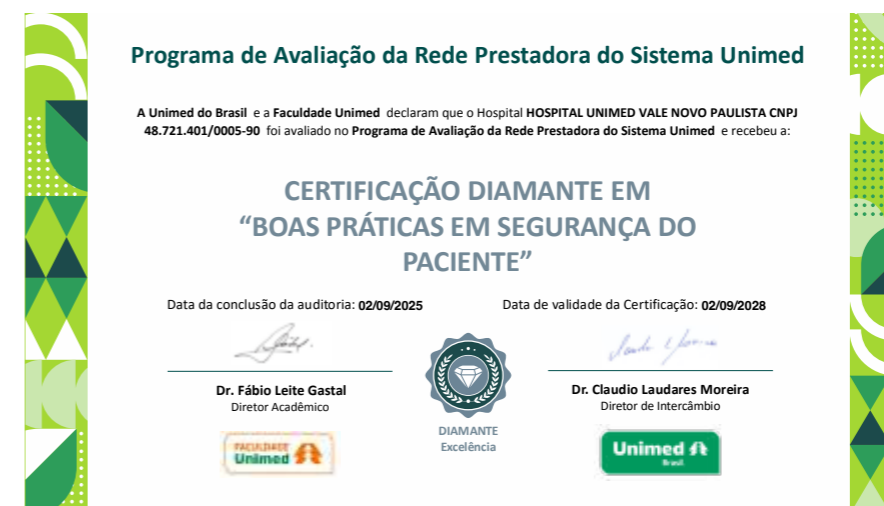 Programa de Avaliação da Rede Prestadora do Sistema Unimed
A Unimed do Brasil e a Faculdade Unimed declaram que o Hospital HOSPITAL UNIMED VALE NOVO PAULISTA CNPJ
48.721.401/0005-90 foi avaliado no Programa de Avaliação da Rede Prestadora do Sistema Unimed e recebeu a:
CERTIFICAÇÃO DIAMANTE EM
“BOAS PRÁTICAS EM SEGURANÇA DO
PACIENTE”
Data da conclusão da auditoria: 02/09/2025
Data de validade da Certificação: 02/09/2028
Dr. Fábio Leite Gastal
Diretor Acadêmico
Dr. Claudio Laudares Moreira
Diretor de Intercâmbio
DIAMANTE
Excelência
FACULDADE
Unimed
Unimed
Brasil